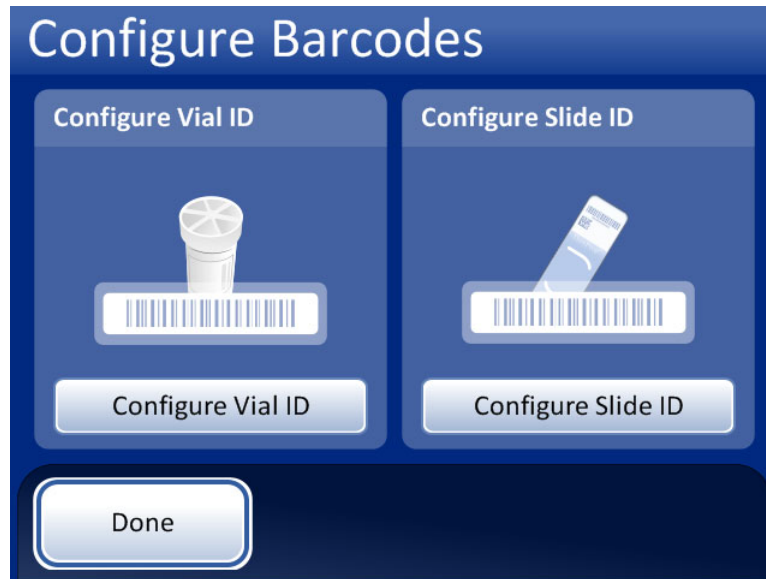 Configure Barcodes
Configure Vial ID
Configure Slide ID
Configure Vial ID
Configure Slide ID
Done